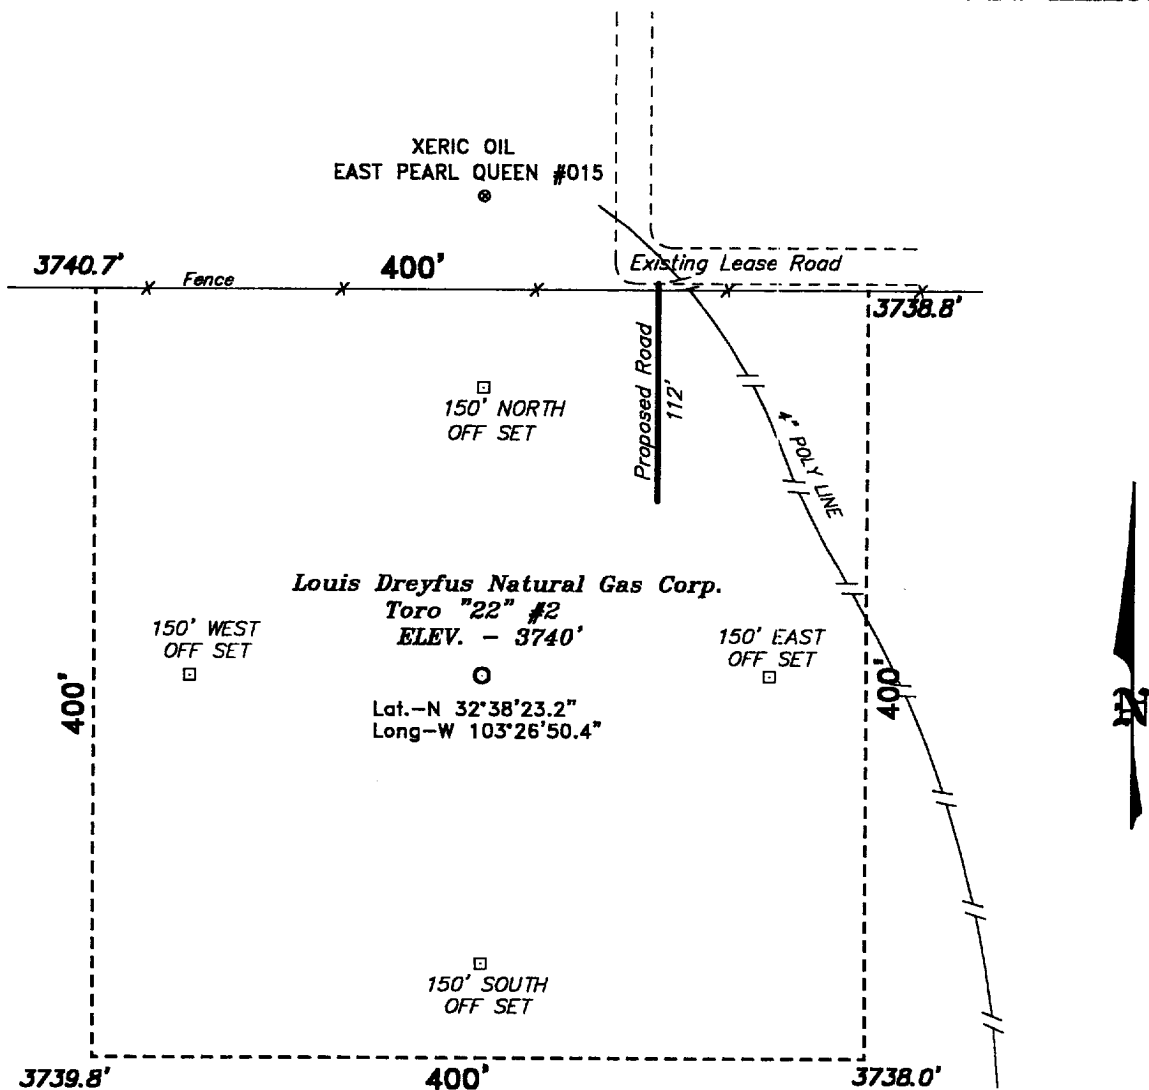 XERIC OIL
EAST PEARL QUEEN #015
3740.7'
Fence
400'
Existing Lease Road
3738.8'
Proposed Road
112'
150' NORTH
OFF SET
4" POLY LINE
Louis Dreyfus Natural Gas Corp.
Toro "22" #2
ELEV. - 3740'
150' WEST
OFF SET
150' EAST
OFF SET
400'
400'
Lat.-N 32°38'23.2"
Long-W 103°26'50.4"
N
150' SOUTH
OFF SET
3739.8'
400'
3738.0'